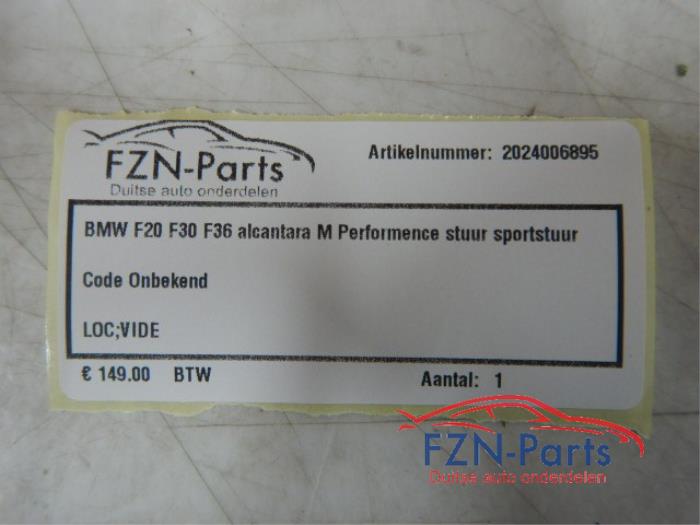 FZN-Parts
Duitse auto onderdelen
Artikelnummer: 2024006895
BMW F20 F30 F36 alcantara M Performence stuur sportstuur
Code Onbekend
LOC;VIDE
€ 149.00 BTW
Aantal: 1
FZN-Parts
Duitse auto onderdelen